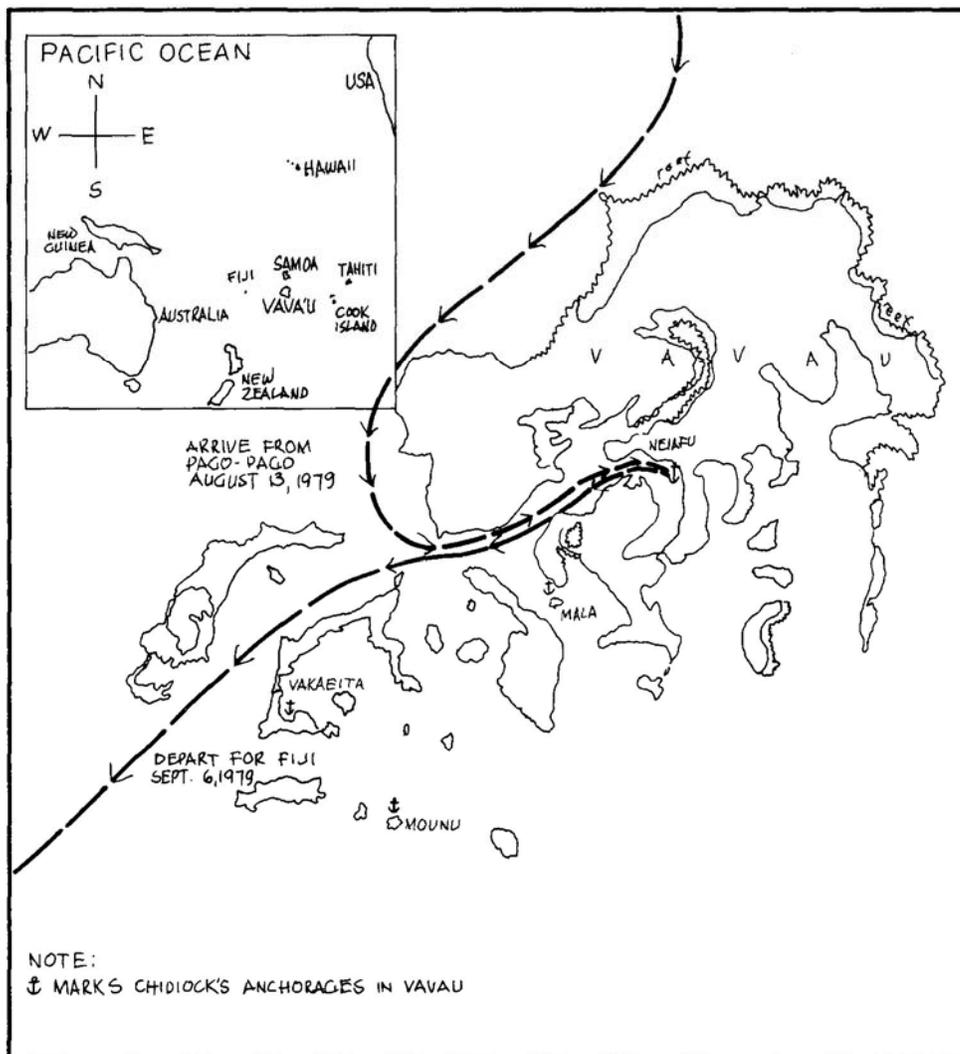 PACIFIC OCEAN
N
W E
S
USA
HAWAII
NEW
GUINEA
SAMOA
FIJI
TAHITI
VAVA'U
COOK
ISLAND
AUSTRALIA
NEW
ZEALAND
reef
reef
V A V A U
NEIAFU
ARRIVE FROM
PAGO-PAGO
AUGUST 13, 1979
MALA
VAKAEITA
DEPART FOR FIJI
SEPT. 6, 1979
MOUNU
NOTE:
⚓ MARKS CHIDIOCK'S ANCHORAGES IN VAVAU